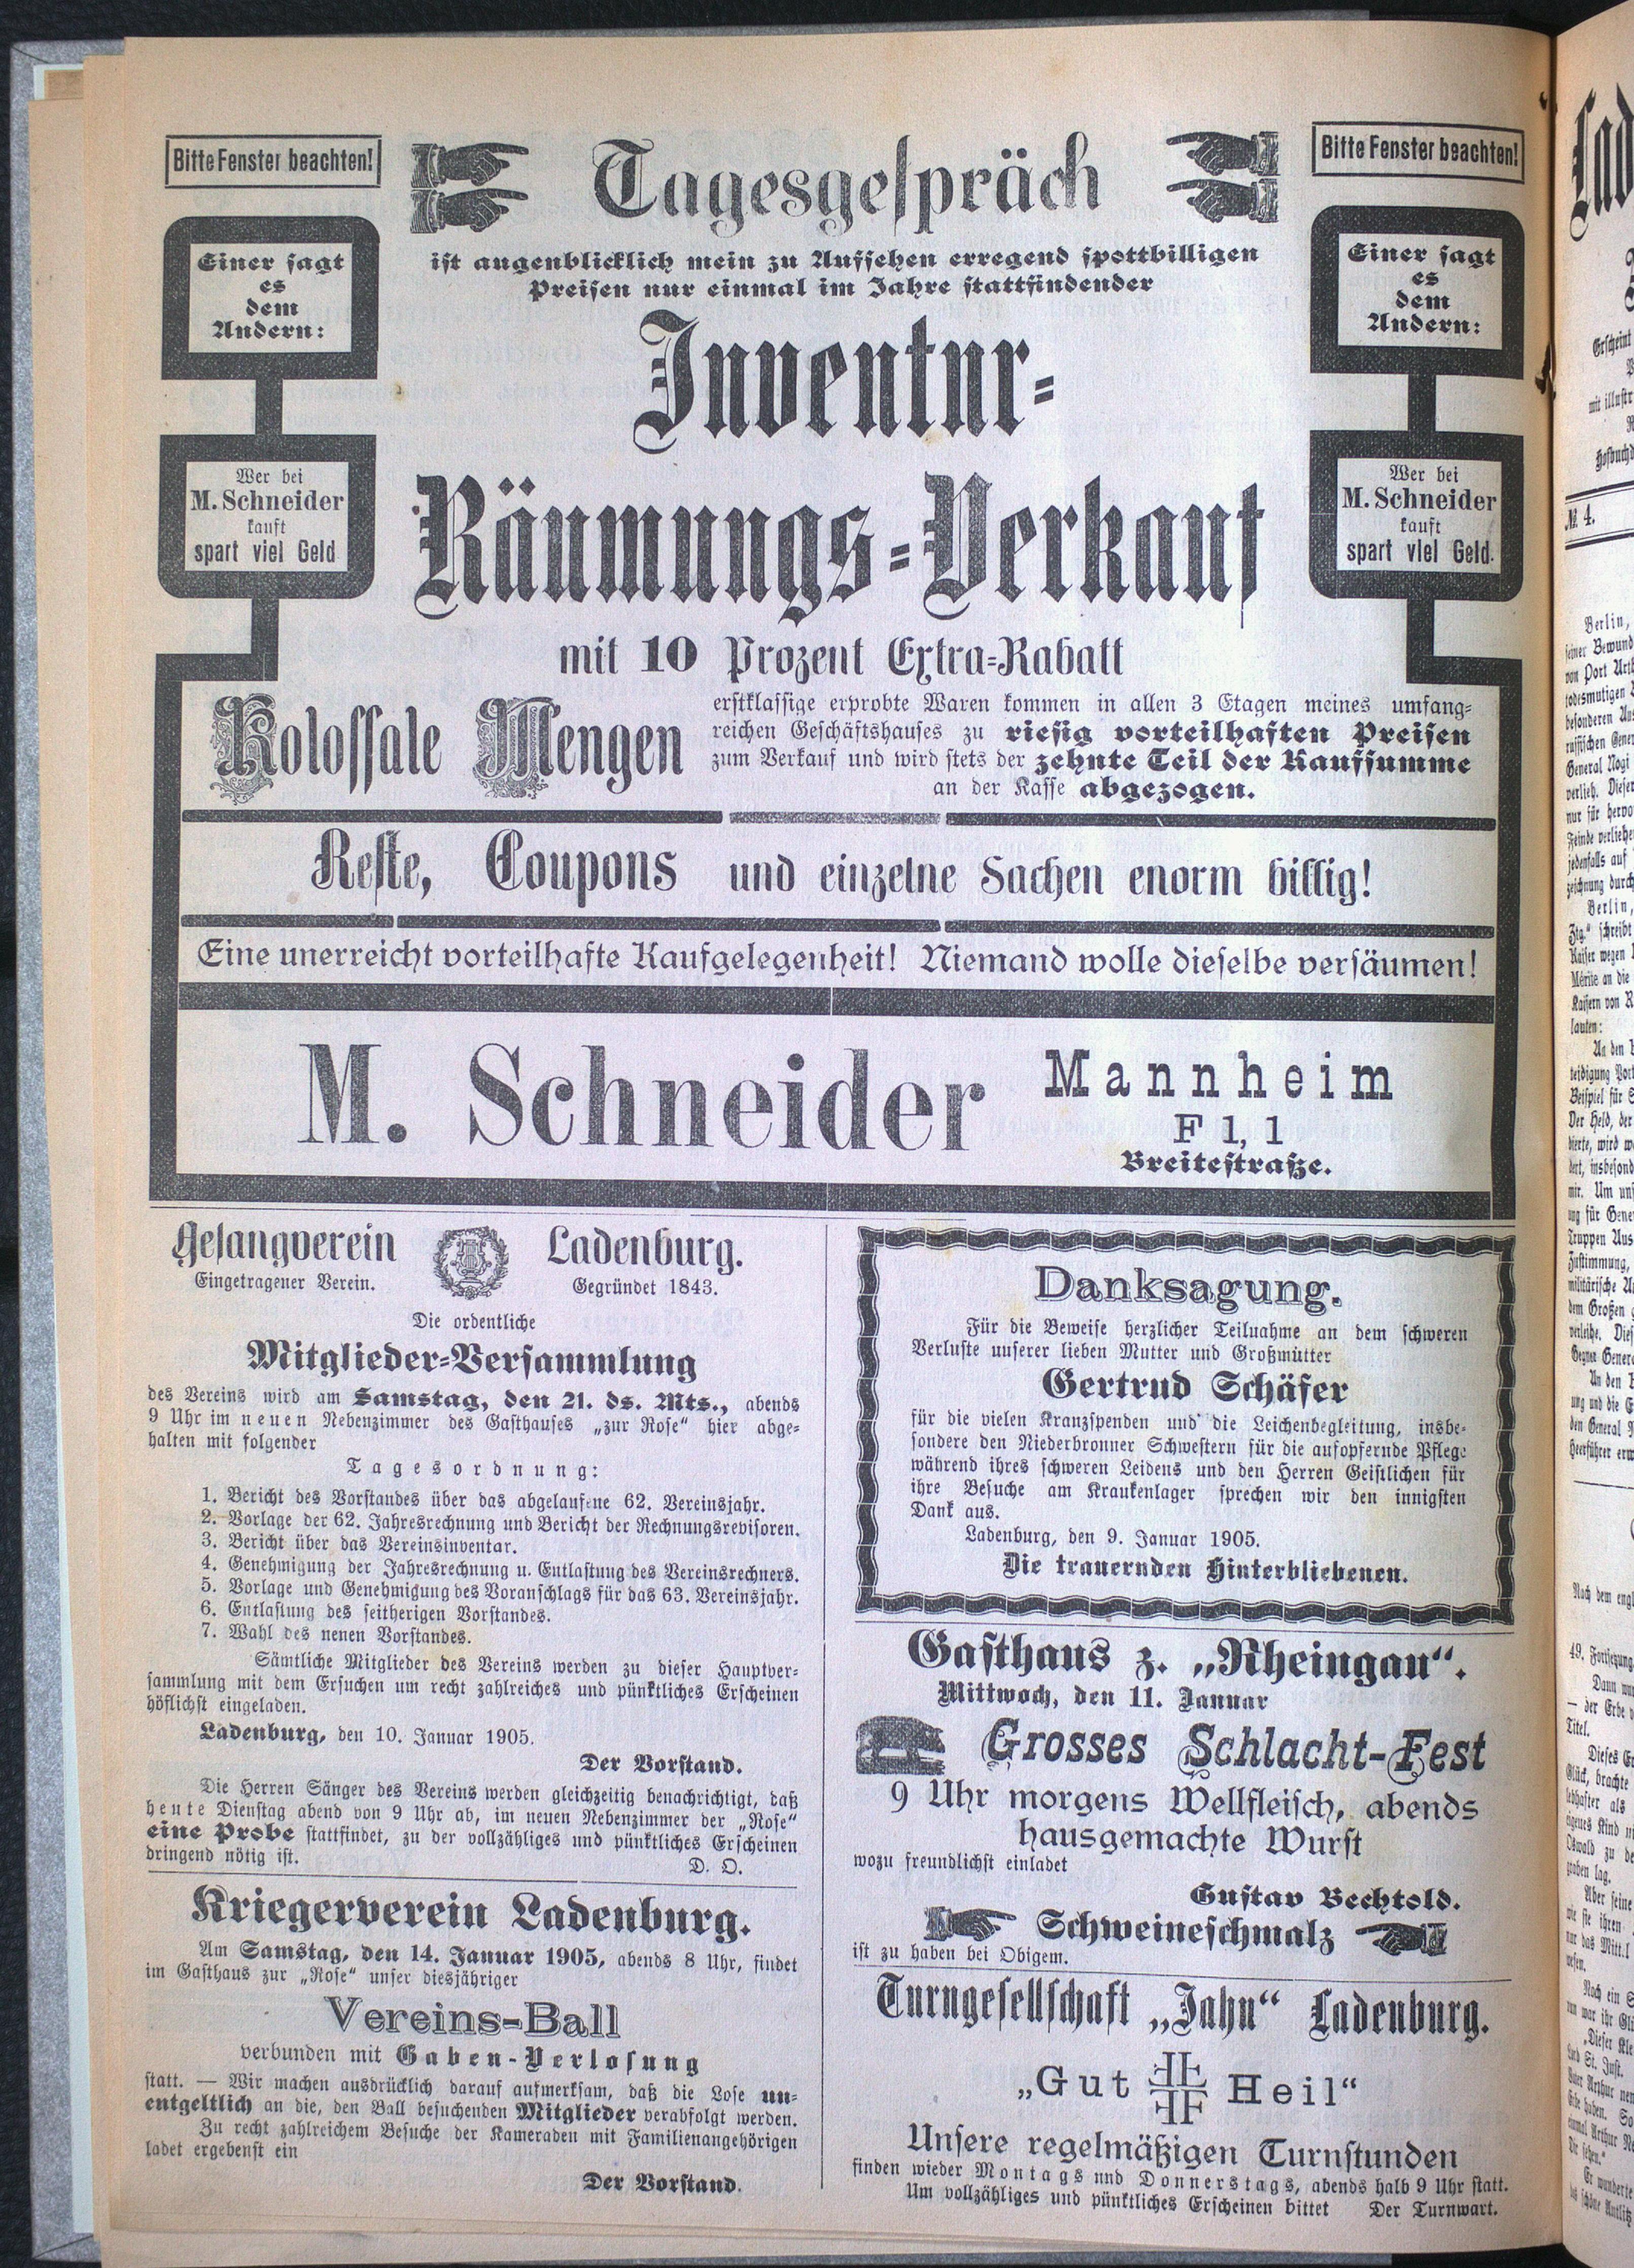 Bitte Fenster beachten!
Tagesgespräch
Bitte Fenster beachten!
Einer sagt
es
dem
Andern:
ist augenblicklich mein zu Aufsehen erregend spottbilligen
Preisen nur einmal im Jahre stattfindender
Einer sagt
es
dem
Andern:
Inventur-
Räumungs-Verkauf
Wer bei
M. Schneider
kauft
spart viel Geld
Wer bei
M. Schneider
kauft
spart viel Geld.
mit 10 Prozent Extra-Rabatt
Kolossale Mengen
erstklassige erprobte Waren kommen in allen 3 Etagen meines umfang-
reichen Geschäftshauses zu riesig vorteilhaften Preisen
zum Verkauf und wird stets der zehnte Teil der Kaufsumme
an der Kasse abgezogen.
Reste, Coupons und einzelne Sachen enorm billig!
Eine unerreicht vorteilhafte Kaufgelegenheit! Niemand wolle dieselbe versäumen!
M. Schneider
Mannheim
F 1, 1
Breitestraße.
Gesangverein Ladenburg.
Eingetragener Verein. Gegründet 1843.
Die ordentliche
Mitglieder-Versammlung
des Vereins wird am Samstag, den 21. ds. Mts., abends
9 Uhr im neuen Nebenzimmer des Gasthauses „zur Rose“ hier abge-
halten mit folgender
Tagesordnung:
1. Bericht des Vorstandes über das abgelaufene 62. Vereinsjahr.
2. Vorlage der 62. Jahresrechnung und Bericht der Rechnungsrevisoren.
3. Bericht über das Vereinsinventar.
4. Genehmigung der Jahresrechnung u. Entlastung des Vereinsrechners.
5. Vorlage und Genehmigung des Voranschlags für das 63. Vereinsjahr.
6. Entlastung des seitherigen Vorstandes.
7. Wahl des neuen Vorstandes.
Sämtliche Mitglieder des Vereins werden zu dieser Hauptver-
sammlung mit dem Ersuchen um recht zahlreiches und pünktliches Erscheinen
höflichst eingeladen.
Ladenburg, den 10. Januar 1905.
Der Vorstand.
Die Herren Sänger des Vereins werden gleichzeitig benachrichtigt, daß
heute Dienstag abend von 9 Uhr ab, im neuen Nebenzimmer der „Rose“
eine Probe stattfindet, zu der vollzähliges und pünktliches Erscheinen
dringend nötig ist.
D. O.
Kriegerverein Ladenburg.
Am Samstag, den 14. Januar 1905, abends 8 Uhr, findet
im Gasthaus zur „Rose“ unser diesjähriger
Vereins-Ball
verbunden mit Gaben-Verlosung
statt. — Wir machen ausdrücklich darauf aufmerksam, daß die Lose un-
entgeltlich an die, den Ball besuchenden Mitglieder verabfolgt werden.
Zu recht zahlreichem Besuche der Kameraden mit Familienangehörigen
ladet ergebenst ein
Der Vorstand.
Danksagung.
Für die Beweise herzlicher Teilnahme an dem schweren
Verluste unserer lieben Mutter und Großmutter
Gertrud Schäfer
für die vielen Kranzspenden und die Leichenbegleitung, insbe-
sondere den Niederbronner Schwestern für die aufopfernde Pflege
während ihres schweren Leidens und den Herren Geistlichen für
ihre Besuche am Krankenlager sprechen wir den innigsten
Dank aus.
Ladenburg, den 9. Januar 1905.
Die trauernden Hinterbliebenen.
Gasthaus z. „Rheingau“.
Mittwoch, den 11. Januar
Grosses Schlacht-Fest
9 Uhr morgens Wellfleisch, abends
hausgemachte Wurst
wozu freundlichst einladet
Gustav Bechtold.
Schweineschmalz
ist zu haben bei Obigem.
Turngesellschaft „Jahn“ Ladenburg.
„Gut Heil“
Unsere regelmäßigen Turnstunden
finden wieder Montags und Donnerstags, abends halb 9 Uhr statt.
Um vollzähliges und pünktliches Erscheinen bittet Der Turnwart.
№ 4.
Berlin,